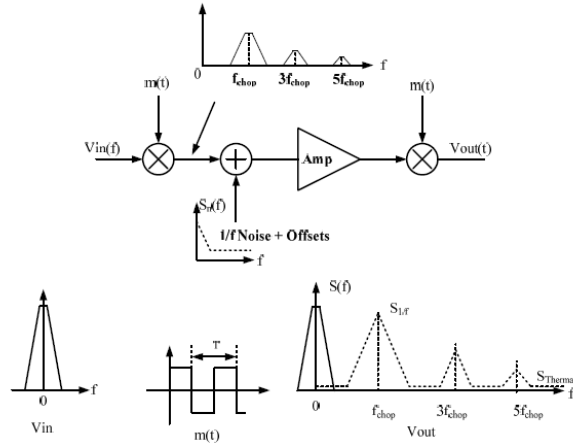 0
f
fchop
3fchop
5fchop
m(t)
m(t)
Vin(f)
Amp
Vout(t)
Sn(f)
1/f Noise + Offsets
f
S(f)
S1/f
T
STherma
0
f
0
fchop
3fchop
5fchop
f
Vin
m(t)
Vout